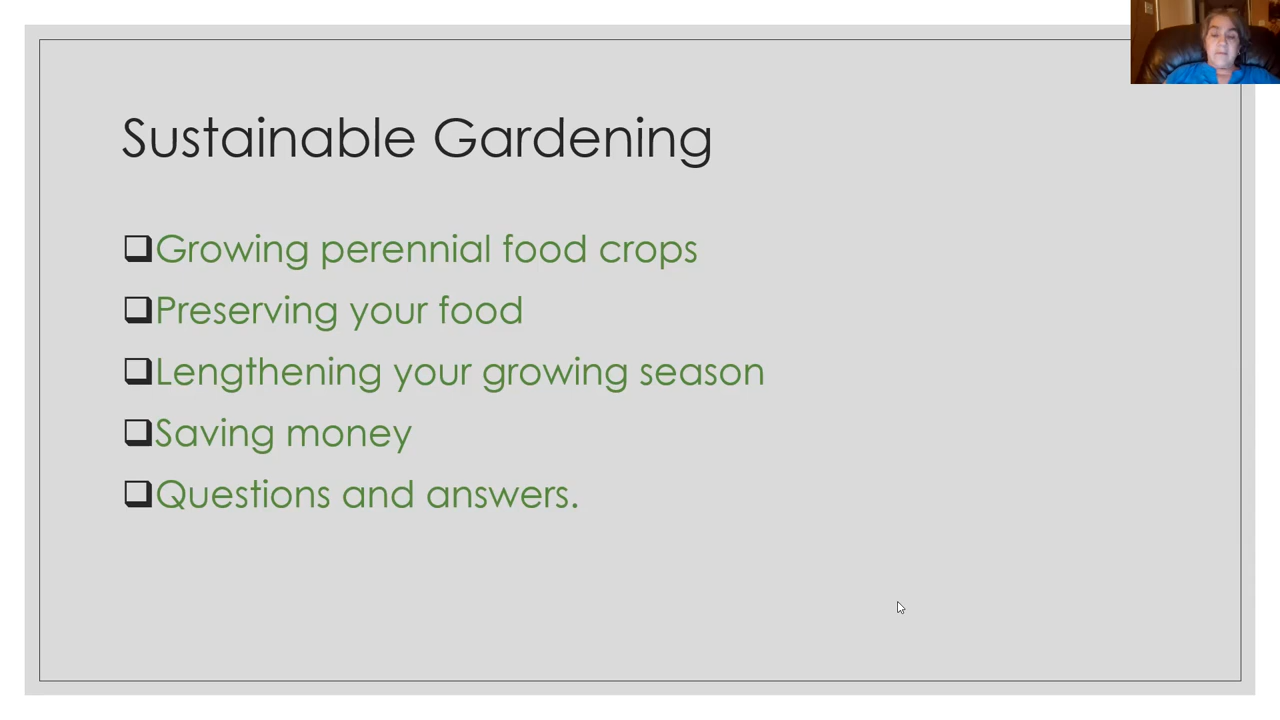 Sustainable Gardening
Growing perennial food crops
Preserving your food
Lengthening your growing season
Saving money
Questions and answers.